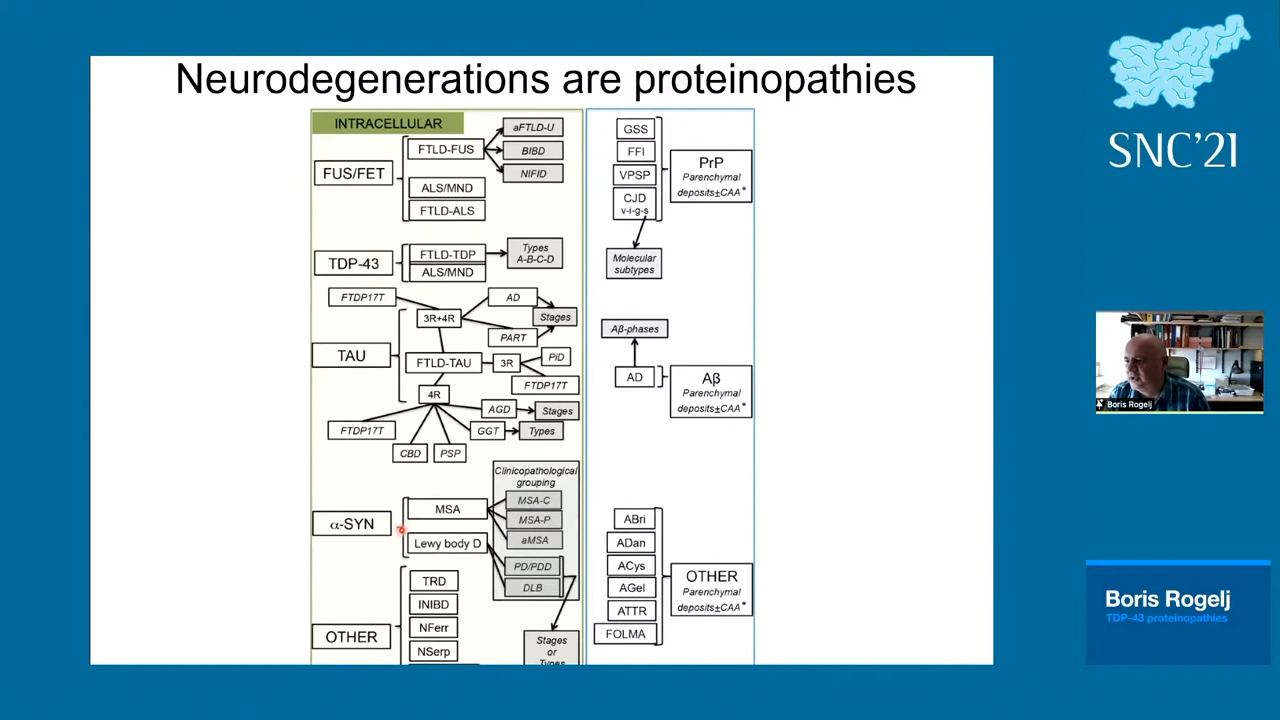 Neurodegenerations are proteinopathies
INTRACELLULAR
FUS/FET
FTLD-FUS
aFTLD-U
BIBD
NIFID
ALS/MND
FTLD-ALS
TDP-43
FTLD-TDP
ALS/MND
Types
A-B-C-D
TAU
FTDP17T
3R+4R
AD
PART
Stages
FTLD-TAU
3R
PiD
FTDP17T
4R
AGD
Stages
GGT
Types
FTDP17T
CBD
PSP
α-SYN
MSA
Lewy body D
Clinicopathological
grouping
MSA-C
MSA-P
aMSA
PD/PDD
DLB
OTHER
TRD
INIBD
NFerr
NSerp
Stages
or
Types
GSS
FFI
VPSP
CJD
v-i-g-s
PrP
Parenchymal
deposits±CAA*
Molecular
subtypes
Aβ-phases
AD
Aβ
Parenchymal
deposits±CAA*
ABri
ADan
ACys
AGel
ATTR
FOLMA
OTHER
Parenchymal
deposits±CAA*
SNC'21
Boris Rogelj
Boris Rogelj
TDP-43 proteinopathies